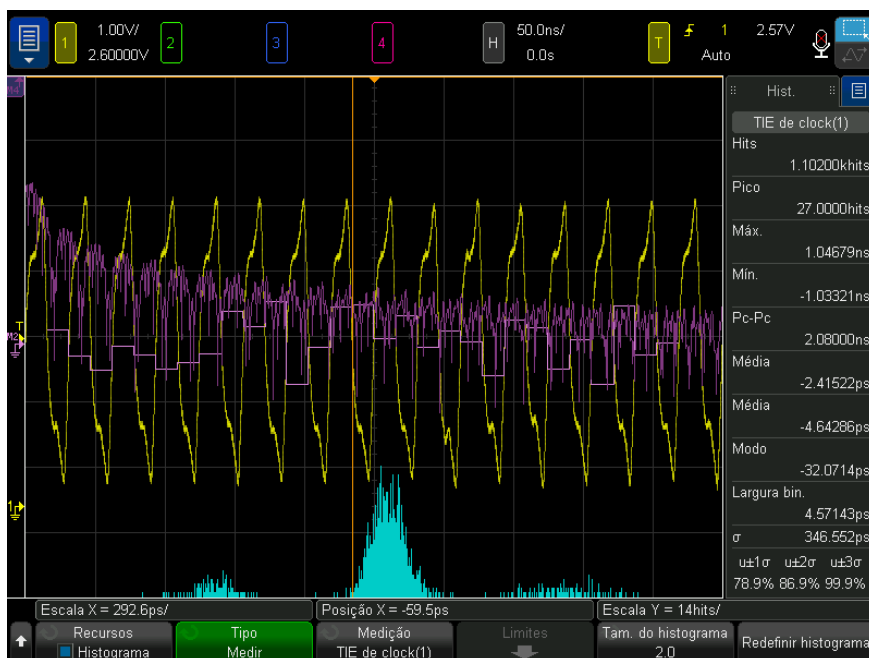 1
1.00V/
2.60000V
2
3
4
H
50.0ns/
0.0s
T
1
2.57V
Auto
Hist.
TIE de clock(1)
Hits
1.10200khits
Pico
27.0000hits
Máx.
1.04679ns
Mín.
-1.03321ns
Pc-Pc
2.08000ns
Média
-2.41522ps
Média
-4.64286ps
Modo
-32.0714ps
Largura bin.
4.57143ps
σ 346.552ps
u±1σ u±2σ u±3σ
78.9% 86.9% 99.9%
T
M2
1
Escala X = 292.6ps/
Posição X = -59.5ps
Escala Y = 14hits/
Recursos
Histograma
Tipo
Medir
Medição
TIE de clock(1)
Limites
Tam. do histograma
2.0
Redefinir histograma